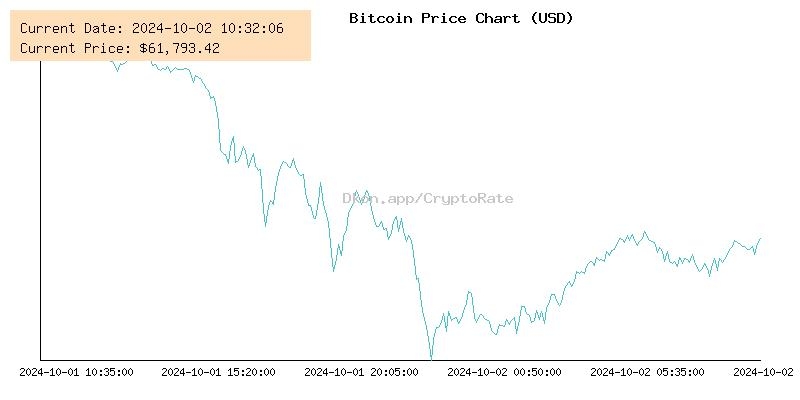 Bitcoin Price Chart (USD)
Current Date: 2024-10-02 10:32:06
Current Price: $61,793.42
Dkon.app/CryptoRate
2024-10-01 10:35:00 2024-10-01 15:20:00 2024-10-01 20:05:00 2024-10-02 00:50:00 2024-10-02 05:35:00 2024-10-02